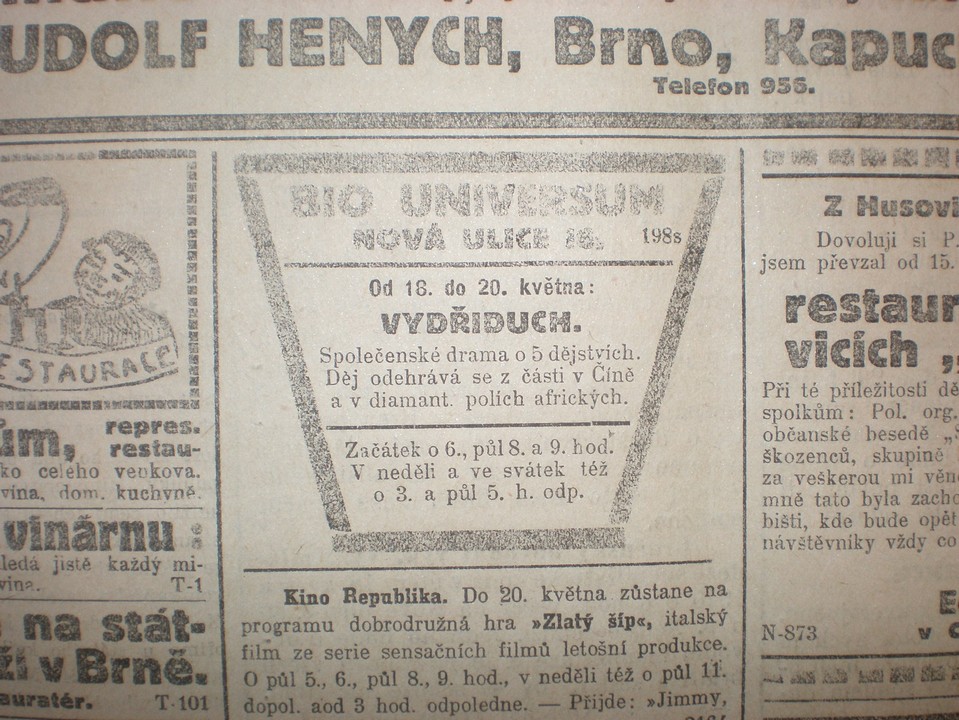 UDOLF HENYCH, Brno, Kapuc
Telefon 956.
ESTAURACE
repres.
restau-
ko celého venkova.
vína, dom. kuchyně.
vinárnu :
jistě každý mi-
T-1
na stát-
ži v Brně.
T-101
BIO UNIVERSUM
NOVÁ ULICE 16. 198s
Od 18. do 20. května:
VYDŘIDUCH.
Společenské drama o 5 dějstvích.
Děj odehrává se z části v Číně
a v diamant. polích afrických.
Začátek o 6., půl 8. a 9. hod.
V neděli a ve svátek též
o 3. a půl 5. h. odp.
Kino Republika. Do 20. května zůstane na
programu dobrodružná hra »Zlatý šíp«, italský
film ze serie sensačních filmů letošní produkce.
O půl 5., 6., půl 8., 9. hod., v neděli též o půl 11.
dopol. aod 3 hod. odpoledne. — Přijde: »Jimmy,
Z Husovi
Dovoluji si P.
jsem převzal od 15.
restaur
vicích „
Při té příležitosti dě
spolkům: Pol. org.
občanské besedě „S
škozenců, skupině
za veškerou mi věn
mně tato byla zacho
bišti, kde bude opět
návštěvníky vždy co
N-873 v